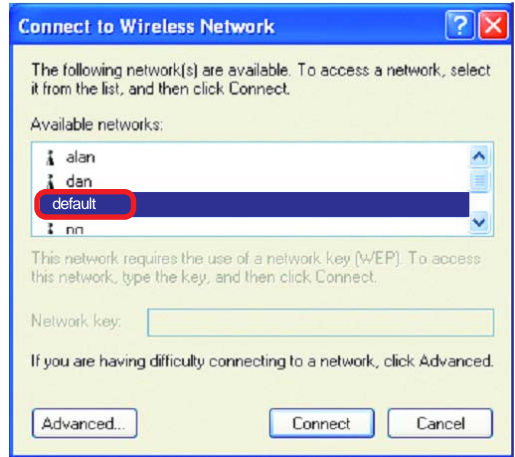 Connect to Wireless Network
The following network(s) are available. To access a network, select
it from the list, and then click Connect.
Available networks:
alan
dan
default
nn
This network requires the use of a network key (WEP). To access
this network, type the key, and then click Connect.
Network key:
If you are having difficulty connecting to a network, click Advanced.
Advanced...
Connect
Cancel